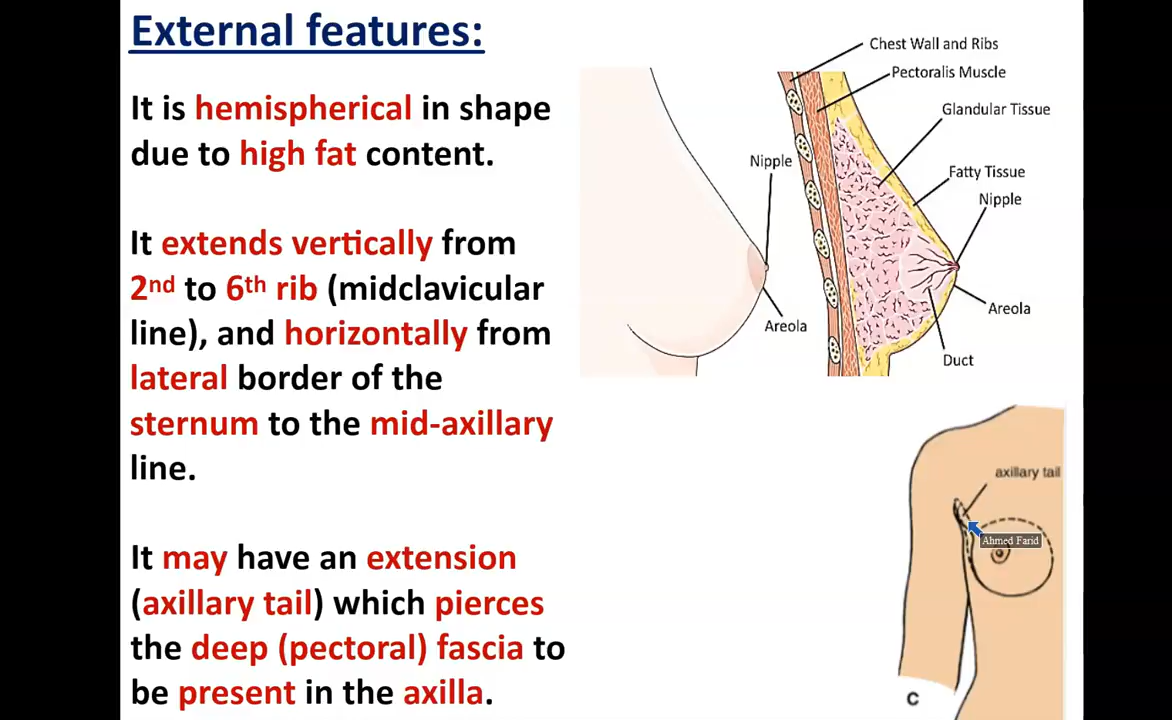 External features:
It is hemispherical in shape
due to high fat content.
It extends vertically from
2nd to 6th rib (midclavicular
line), and horizontally from
lateral border of the
sternum to the mid-axillary
line.
It may have an extension
(axillary tail) which pierces
the deep (pectoral) fascia to
be present in the axilla.
Chest Wall and Ribs
Pectoralis Muscle
Glandular Tissue
Nipple
Fatty Tissue
Nipple
Areola
Areola
Duct
axillary tail
Ahmed Farid
C